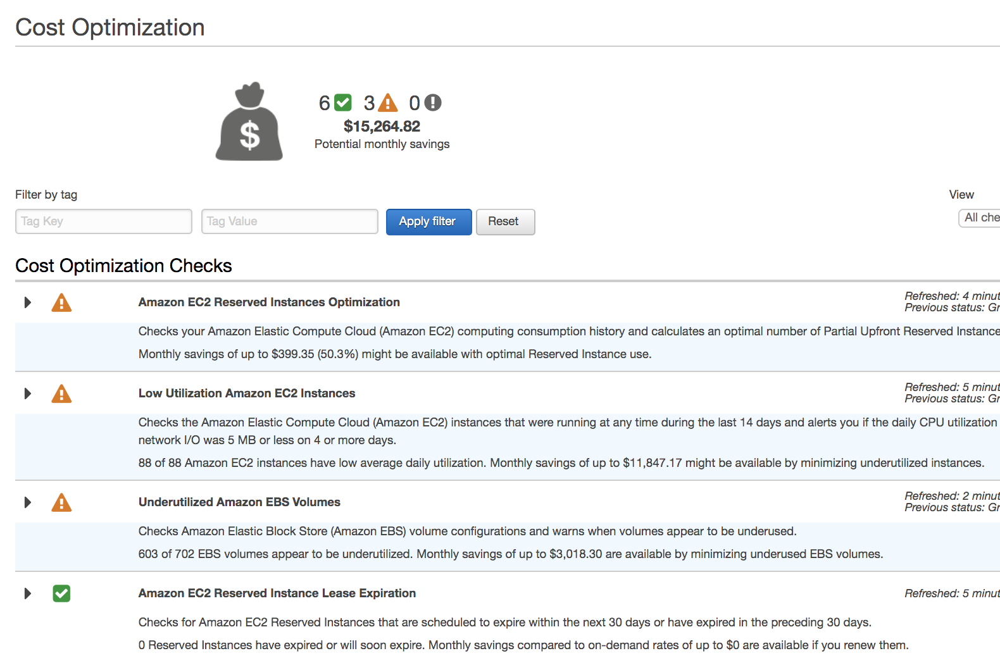 Cost Optimization
6 3 0
$
$15,264.82
Potential monthly savings
Filter by tag
View
Tag Key
Tag Value
Apply filter
Reset
All che
Cost Optimization Checks
Amazon EC2 Reserved Instances Optimization
Refreshed: 4 minut
Previous status: Gr
Checks your Amazon Elastic Compute Cloud (Amazon EC2) computing consumption history and calculates an optimal number of Partial Upfront Reserved Instance
Monthly savings of up to $399.35 (50.3%) might be available with optimal Reserved Instance use.
Low Utilization Amazon EC2 Instances
Refreshed: 5 minut
Previous status: Gr
Checks the Amazon Elastic Compute Cloud (Amazon EC2) instances that were running at any time during the last 14 days and alerts you if the daily CPU utilization
network I/O was 5 MB or less on 4 or more days.
88 of 88 Amazon EC2 instances have low average daily utilization. Monthly savings of up to $11,847.17 might be available by minimizing underutilized instances.
Underutilized Amazon EBS Volumes
Refreshed: 2 minut
Previous status: Gr
Checks Amazon Elastic Block Store (Amazon EBS) volume configurations and warns when volumes appear to be underused.
603 of 702 EBS volumes appear to be underutilized. Monthly savings of up to $3,018.30 are available by minimizing underused EBS volumes.
Amazon EC2 Reserved Instance Lease Expiration
Refreshed: 5 minut
Checks for Amazon EC2 Reserved Instances that are scheduled to expire within the next 30 days or have expired in the preceding 30 days.
0 Reserved Instances have expired or will soon expire. Monthly savings compared to on-demand rates of up to $0 are available if you renew them.